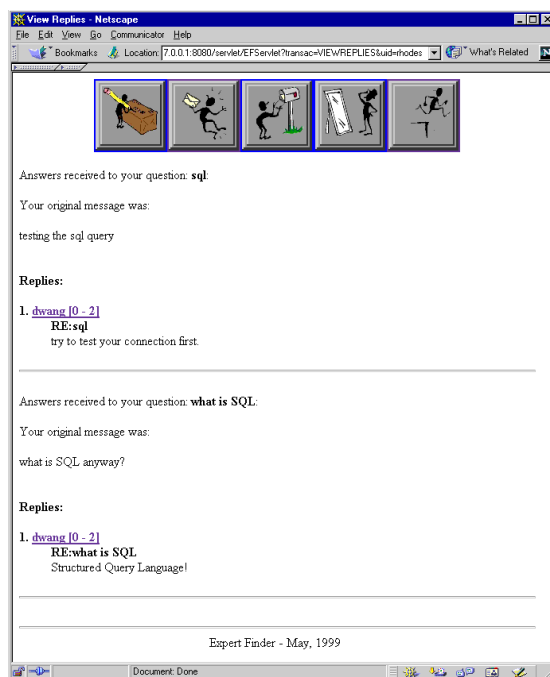 View Replies - Netscape
File Edit View Go Communicator Help
Bookmarks Location: 7.0.0.1:8080/servlet/EFServlet?transac=VIEWREPLIES&uid=rhodes What's Related N
Answers received to your question: sql:
Your original message was:
testing the sql query
Replies:
1. dwang [0 - 2]
RE:sql
try to test your connection first.
Answers received to your question: what is SQL:
Your original message was:
what is SQL anyway?
Replies:
1. dwang [0 - 2]
RE:what is SQL
Structured Query Language!
Expert Finder - May, 1999
Document: Done